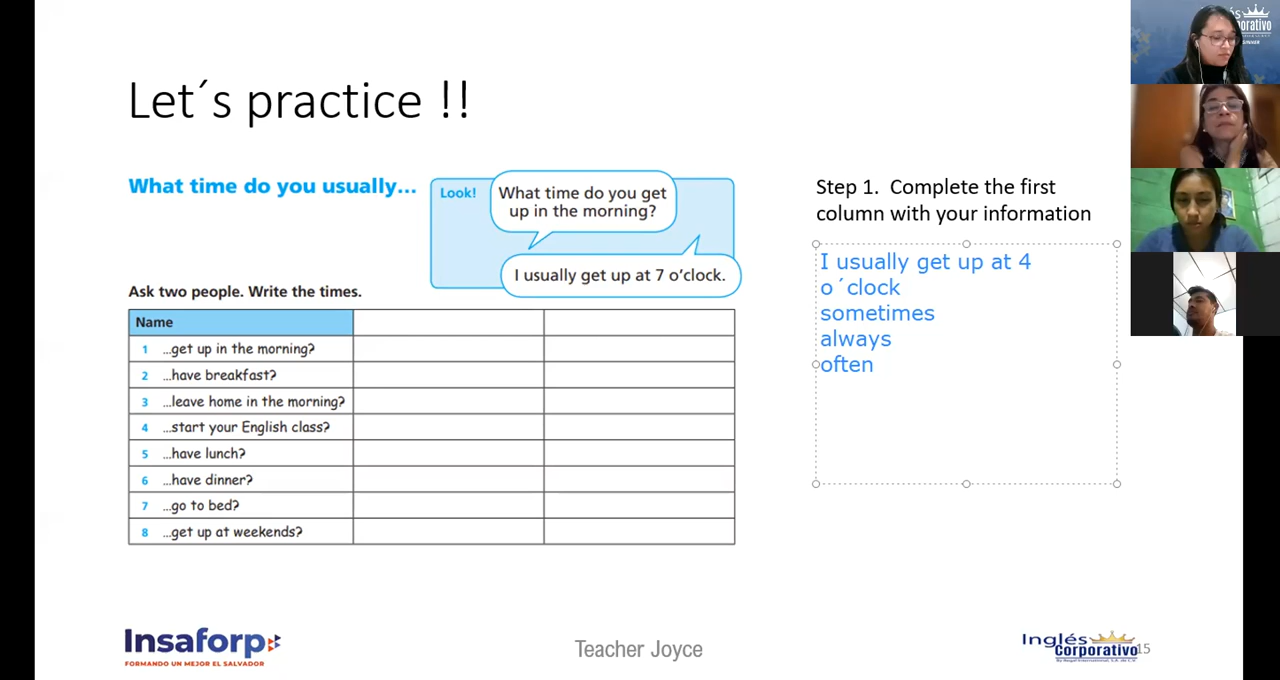 Let´s practice !!
What time do you usually...
Look!
What time do you get
up in the morning?
I usually get up at 7 o'clock.
Ask two people. Write the times.
Name
1 ...get up in the morning?
2 ...have breakfast?
3 ...leave home in the morning?
4 ...start your English class?
5 ...have lunch?
6 ...have dinner?
7 ...go to bed?
8 ...get up at weekends?
Step 1. Complete the first
column with your information
I usually get up at 4
o´clock
sometimes
always
often
Insaforp
FORMANDO UN MEJOR EL SALVADOR
Teacher Joyce
Inglés
Corporativo
15